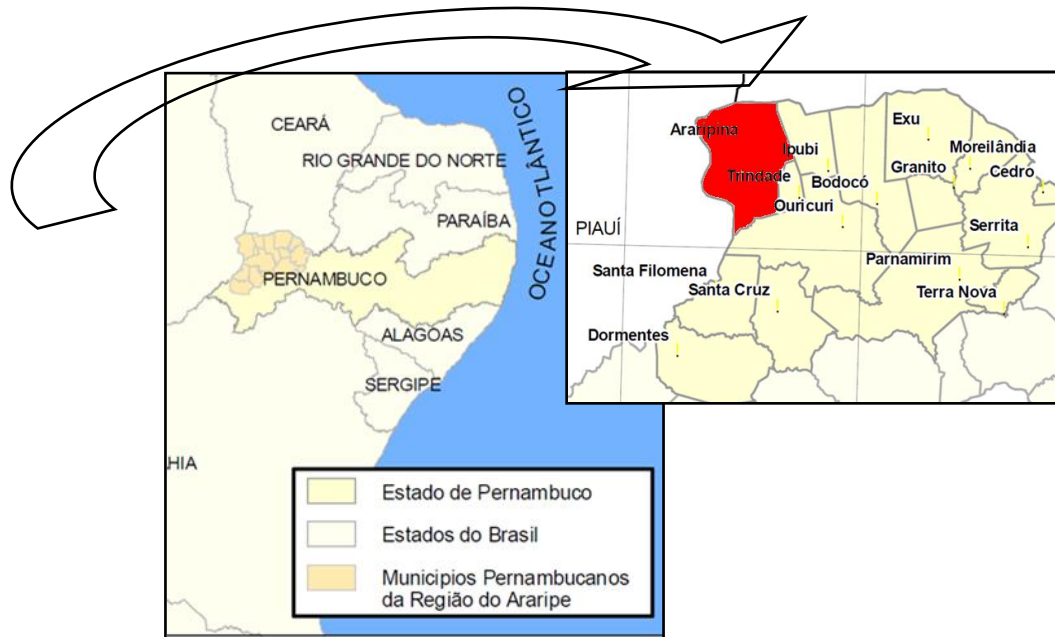 CEARÁ
RIO GRANDE DO NORTE
PARAÍBA
PERNAMBUCO
ALAGOAS
SERGIPE
HIA
OCEANO TLÂNTICO
Estado de Pernambuco
Estados do Brasil
Municipios Pernambucanos
da Região do Araripe
Araripina
Exu
Ipubi
Moreilândia
Trindade
Bodocó
Granito
Cedro
Ouricuri
PIAUÍ
Serrita
Santa Filomena
Parnamirim
Santa Cruz
Terra Nova
Dormentes